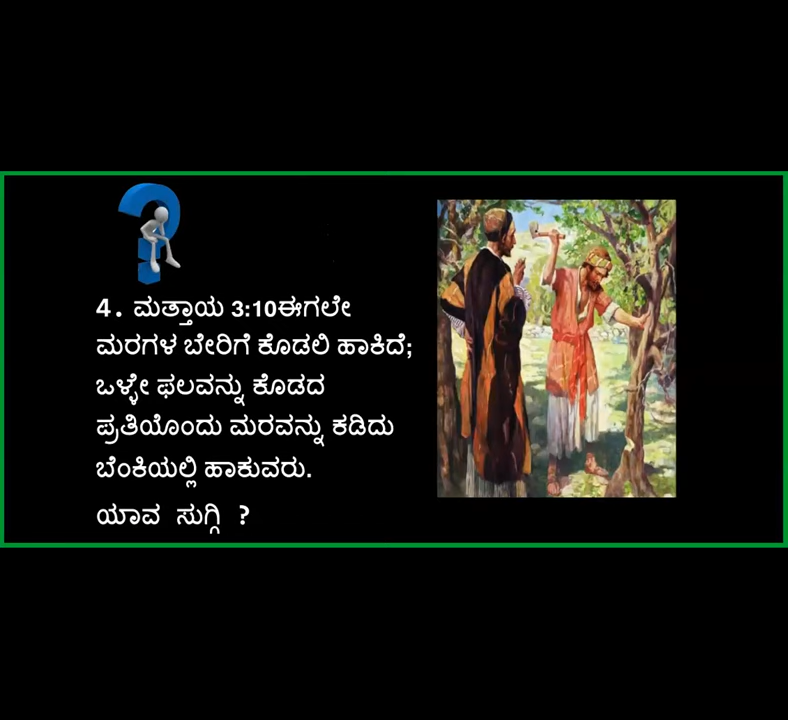 4. ಮತ್ತಾಯ 3:10ಈಗಲೇ
ಮರಗಳ ಬೇರಿಗೆ ಕೊಡಲಿ ಹಾಕಿದೆ;
ಒಳ್ಳೇ ಫಲವನ್ನು ಕೊಡದ
ಪ್ರತಿಯೊಂದು ಮರವನ್ನು ಕಡಿದು
ಬೆಂಕಿಯಲ್ಲಿ ಹಾಕುವರು.
ಯಾವ ಸುಗ್ಗಿ ?